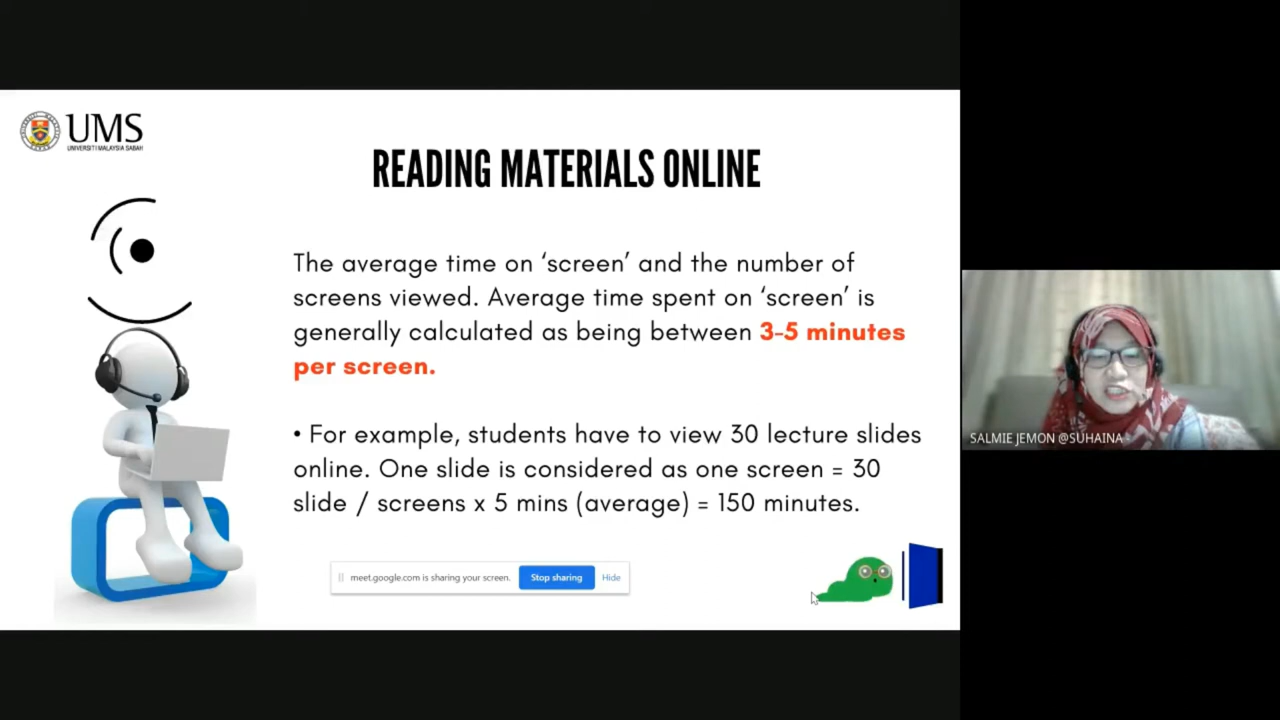 UMS
UNIVERSITI MALAYSIA SABAH
READING MATERIALS ONLINE
The average time on ‘screen’ and the number of
screens viewed. Average time spent on ‘screen’ is
generally calculated as being between 3-5 minutes
per screen.
• For example, students have to view 30 lecture slides
online. One slide is considered as one screen = 30
slide / screens x 5 mins (average) = 150 minutes.
meet.google.com is sharing your screen.
Stop sharing
Hide
SALMIE JEMON @SUHAINA -